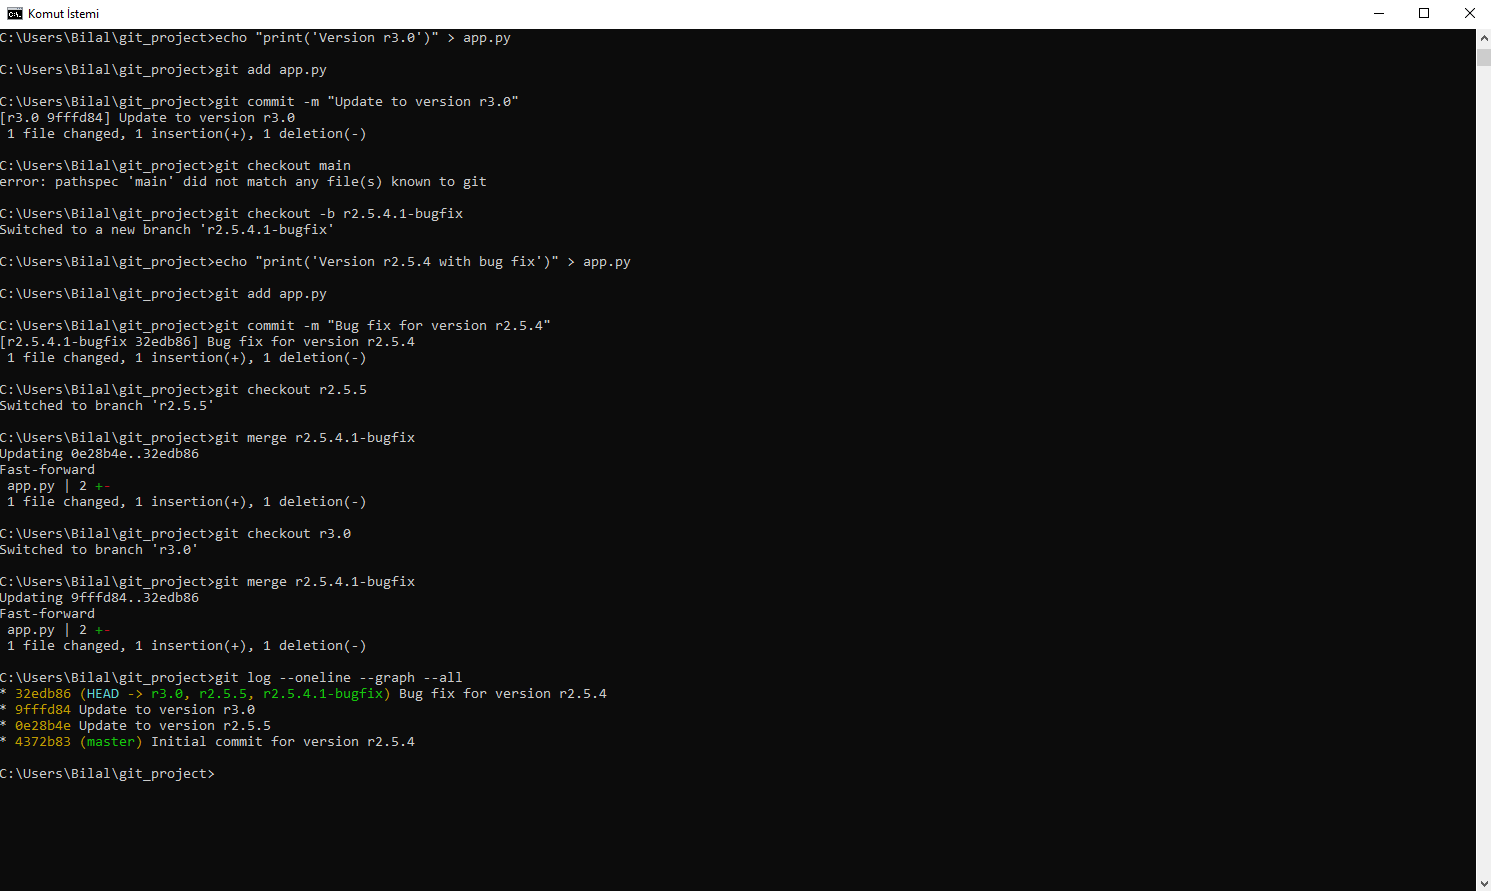 Komut İstemi
C:\Users\Bilal\git_project>echo "print('Version r3.0')" > app.py
C:\Users\Bilal\git_project>git add app.py
C:\Users\Bilal\git_project>git commit -m "Update to version r3.0"
[r3.0 9fffd84] Update to version r3.0
1 file changed, 1 insertion(+), 1 deletion(-)
C:\Users\Bilal\git_project>git checkout main
error: pathspec 'main' did not match any file(s) known to git
C:\Users\Bilal\git_project>git checkout -b r2.5.4.1-bugfix
Switched to a new branch 'r2.5.4.1-bugfix'
C:\Users\Bilal\git_project>echo "print('Version r2.5.4 with bug fix')" > app.py
C:\Users\Bilal\git_project>git add app.py
C:\Users\Bilal\git_project>git commit -m "Bug fix for version r2.5.4"
[r2.5.4.1-bugfix 32edb86] Bug fix for version r2.5.4
1 file changed, 1 insertion(+), 1 deletion(-)
C:\Users\Bilal\git_project>git checkout r2.5.5
Switched to branch 'r2.5.5'
C:\Users\Bilal\git_project>git merge r2.5.4.1-bugfix
Updating 0e28b4e..32edb86
Fast-forward
app.py | 2 +-
1 file changed, 1 insertion(+), 1 deletion(-)
C:\Users\Bilal\git_project>git checkout r3.0
Switched to branch 'r3.0'
C:\Users\Bilal\git_project>git merge r2.5.4.1-bugfix
Updating 9fffd84..32edb86
Fast-forward
app.py | 2 +-
1 file changed, 1 insertion(+), 1 deletion(-)
C:\Users\Bilal\git_project>git log --oneline --graph --all
* 32edb86 (HEAD -> r3.0, r2.5.5, r2.5.4.1-bugfix) Bug fix for version r2.5.4
* 9fffd84 Update to version r3.0
* 0e28b4e Update to version r2.5.5
* 4372b83 (master) Initial commit for version r2.5.4
C:\Users\Bilal\git_project>